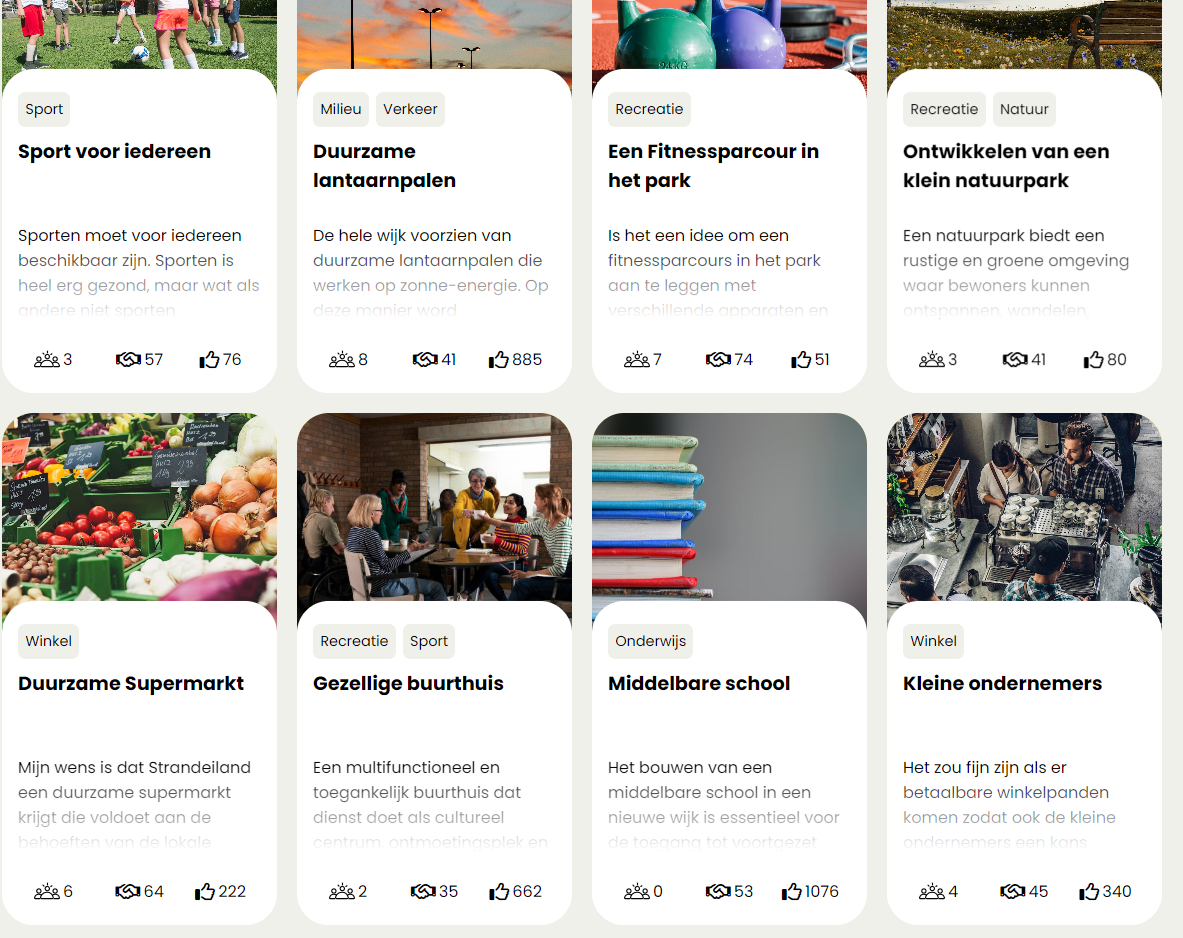 Sport
Sport voor iedereen
Sporten moet voor iedereen
beschikbaar zijn. Sporten is
heel erg gezond, maar wat als
andere niet sporten
3 57 76
Milieu Verkeer
Duurzame
lantaarnpalen
De hele wijk voorzien van
duurzame lantaarnpalen die
werken op zonne-energie. Op
deze manier word
8 41 885
Recreatie
Een Fitnessparcour in
het park
Is het een idee om een
fitnessparcours in het park
aan te leggen met
verschillende apparaten en
7 74 51
Recreatie Natuur
Ontwikkelen van een
klein natuurpark
Een natuurpark biedt een
rustige en groene omgeving
waar bewoners kunnen
ontspannen, wandelen
3 41 80
Winkel
Duurzame Supermarkt
Mijn wens is dat Strandeiland
een duurzame supermarkt
krijgt die voldoet aan de
behoeften van de lokale
6 64 222
Recreatie Sport
Gezellige buurthuis
Een multifunctioneel en
toegankelijk buurthuis dat
dienst doet als cultureel
centrum, ontmoetingsplek en
2 35 662
Onderwijs
Middelbare school
Het bouwen van een
middelbare school in een
nieuwe wijk is essentieel voor
de toegang tot voortgezet
0 53 1076
Winkel
Kleine ondernemers
Het zou fijn zijn als er
betaalbare winkelpanden
komen zodat ook de kleine
ondernemers een kans
4 45 340